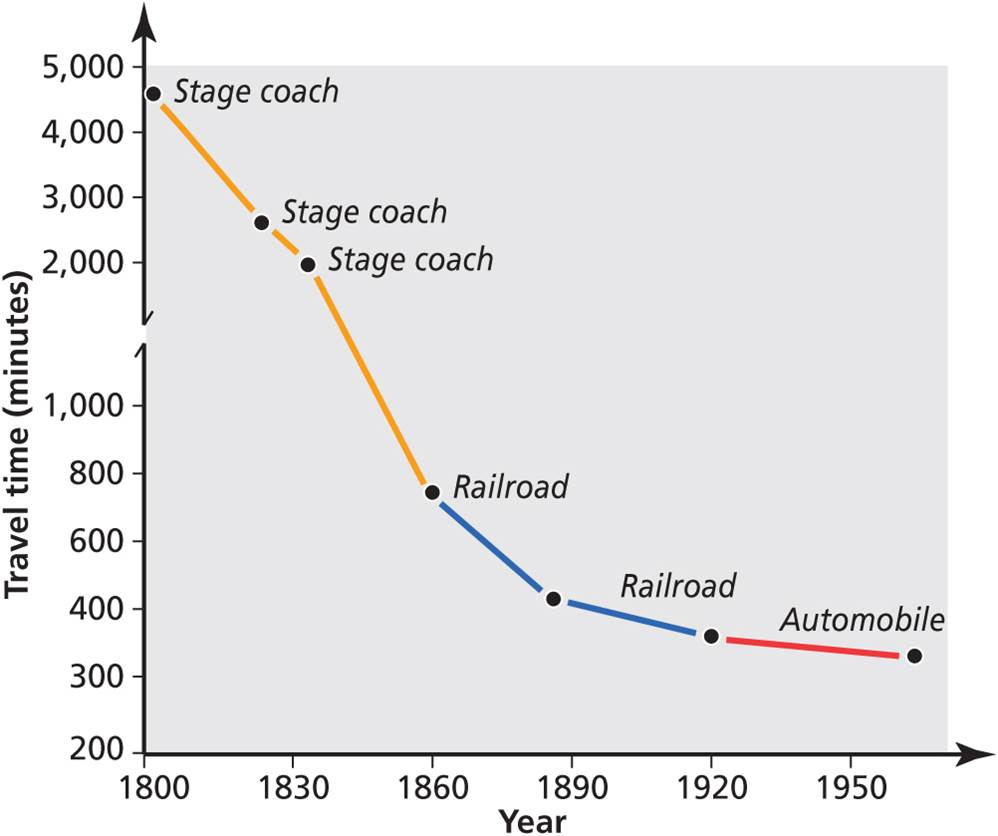 5,000
Stage coach
4,000
3,000
Stage coach
2,000
Stage coach
Travel time (minutes)
1,000
800
Railroad
600
Railroad
400
Automobile
300
200
1800 1830 1860 1890 1920 1950
Year